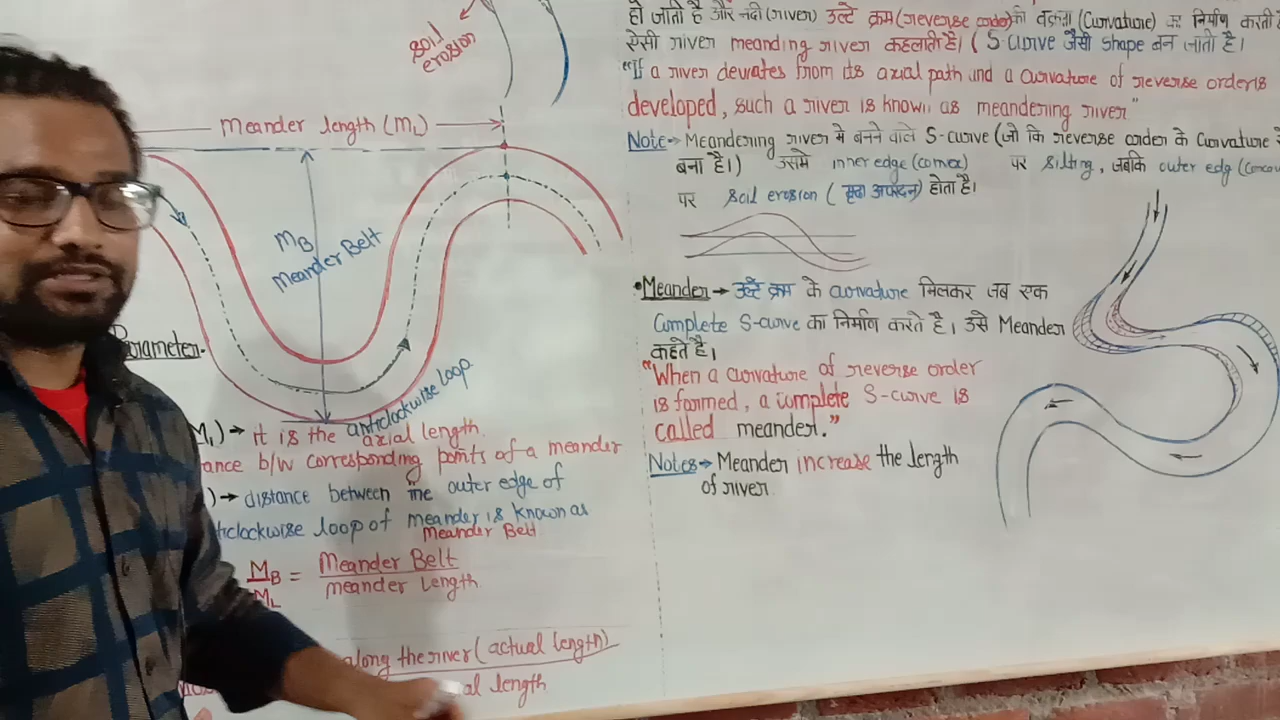 soil
erosion
Meander length (ML)
MB
Meander Belt
anticlockwise loop
Parameter.
ML) → it is the axial length.
ance b/w corresponding points of a meander
) → distance between the outer edge of
ticlockwise loop of meander is known as
Meander Belt
MB/ML = Meander Belt/meander Length
along the river (actual length)
al length
हो जाती है और नदी (river) उल्टे क्रम (reverse order) की वक्रता (Curvature) का निर्माण करती
ऐसी river meanding river कहलाती है। ( S-curve जैसी shape बन जाती है।
"If a river deviates from its axial path and a curvature of reverse order is
developed, such a river is known as meandering river"
Note:- Meandering river मे बनने वाले S-curve (जो कि reverse order के Curvature से
बना है।) उसमे inner edge (convex) पर silting, जबकि outer edg (conca
पर soil erosion ( मृदा अपरदन) होता है।
• Meander → उल्टे क्रम के curvature मिलकर जब एक
Complete S-curve का निर्माण करते है। उसे Meander
कहते है।
"When a curvature of reverse order
is formed, a complete S-curve is
called meander."
Notes:- Meander increase the length
of river